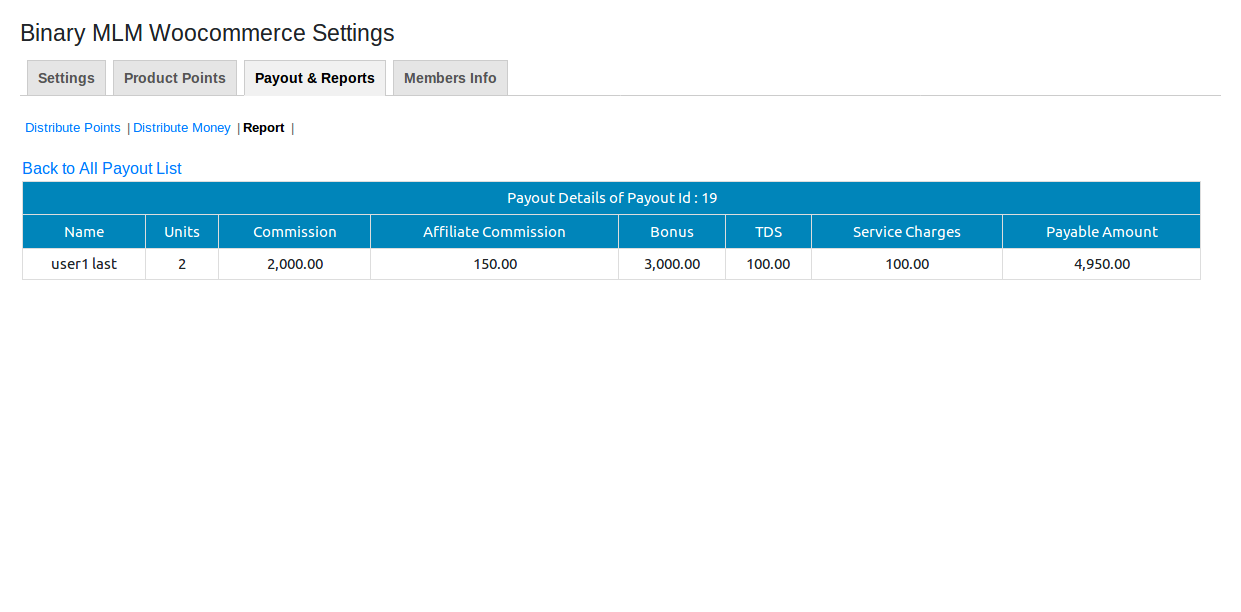 Binary MLM Woocommerce Settings
Settings Product Points Payout & Reports Members Info
Distribute Points | Distribute Money | Report |
Back to All Payout List
Payout Details of Payout Id : 19
Name Units Commission Affiliate Commission Bonus TDS Service Charges Payable Amount
user1 last 2 2,000.00 150.00 3,000.00 100.00 100.00 4,950.00